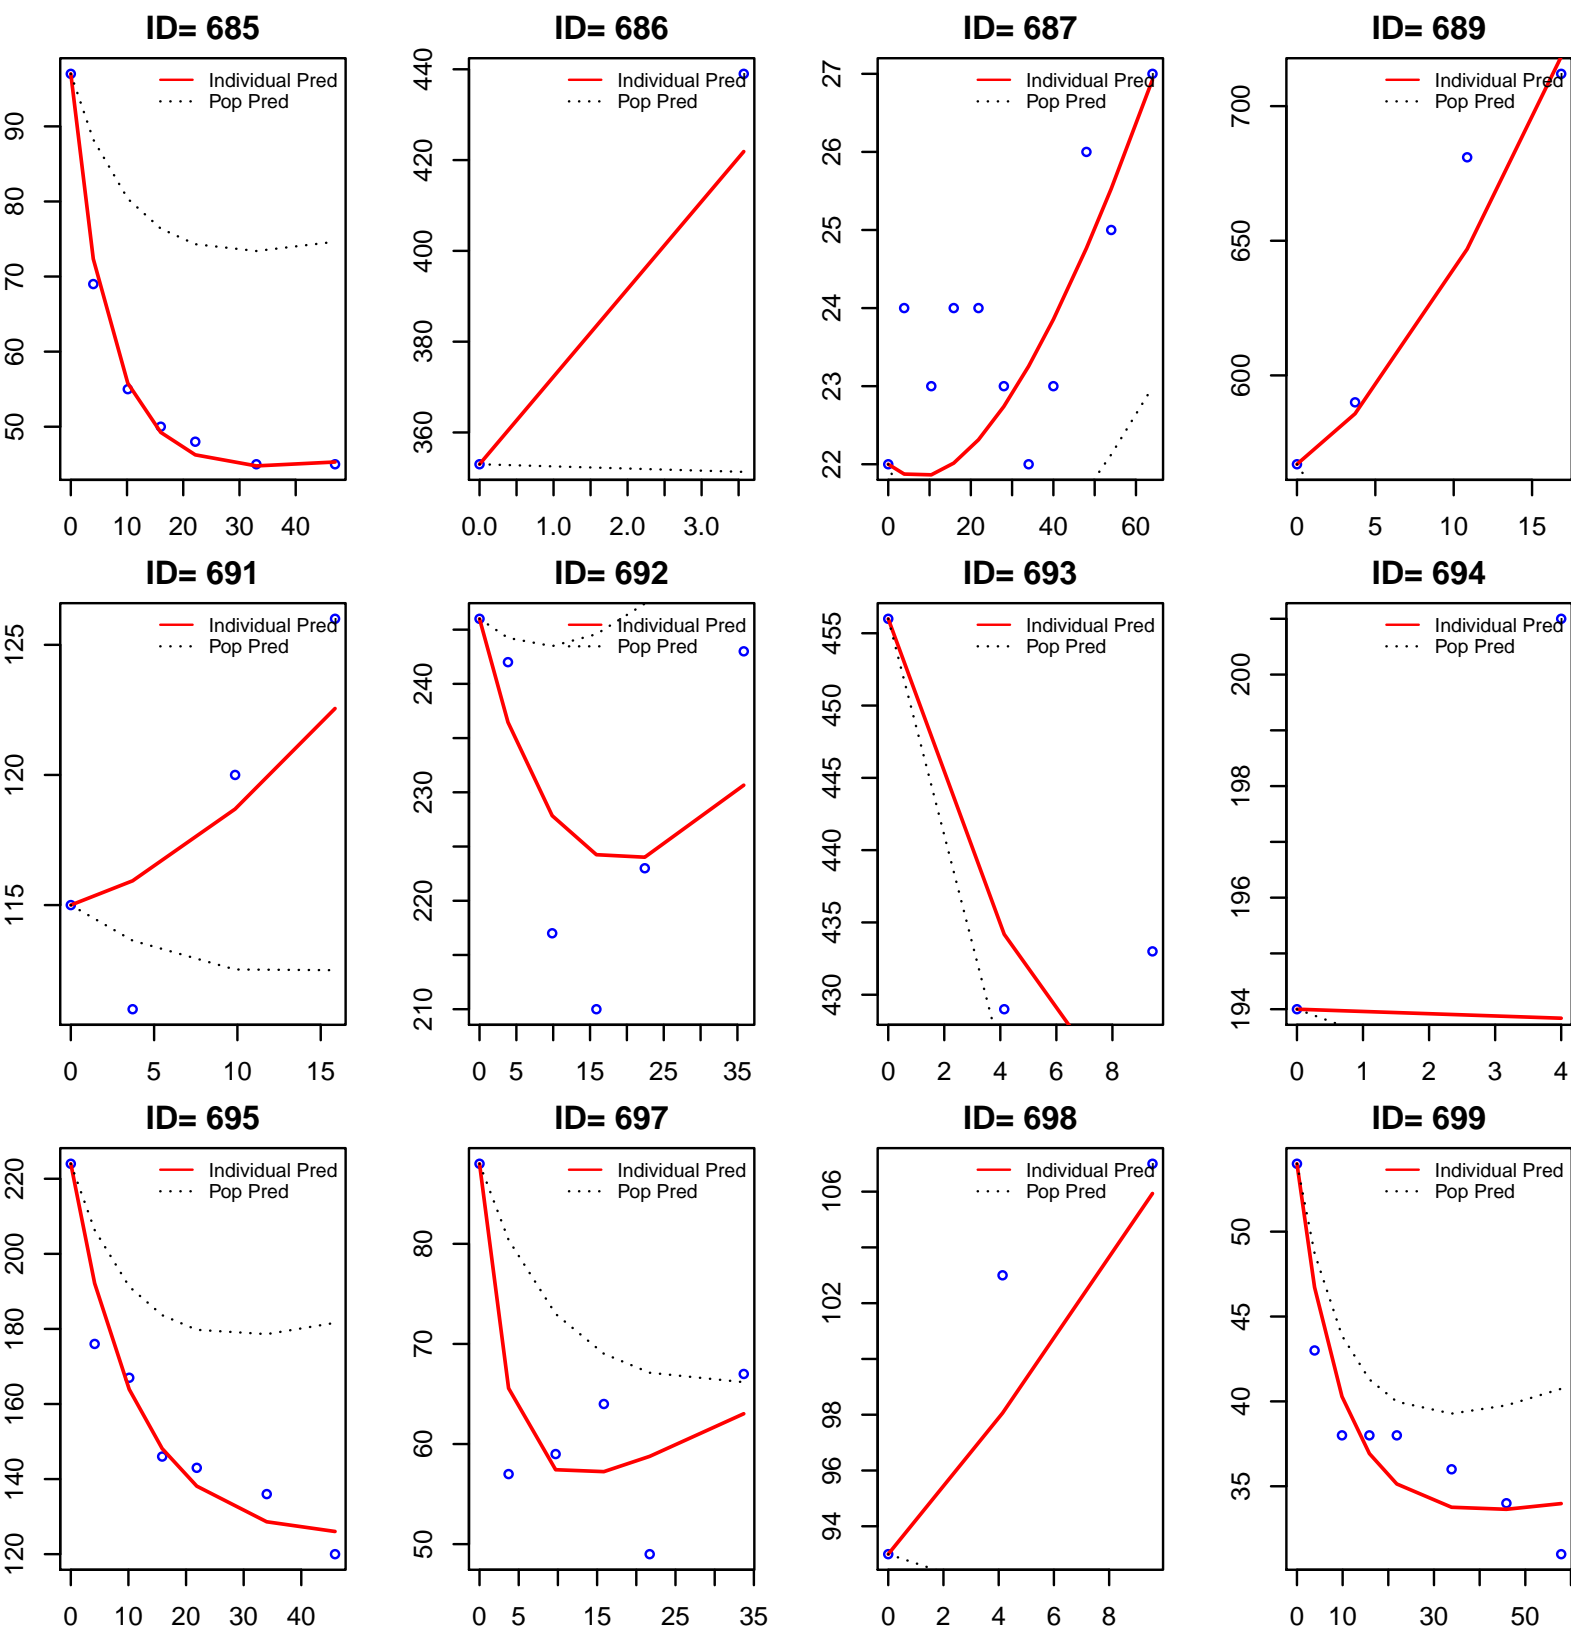 ID= 685
Individual Pred
Pop Pred
50 60 70 80 90
0 10 20 30 40
ID= 686
Individual Pred
Pop Pred
360 380 400 420 440
0.0 1.0 2.0 3.0
ID= 687
Individual Pred
Pop Pred
22 23 24 25 26 27
0 20 40 60
ID= 689
Individual Pred
Pop Pred
600 650 700
0 5 10 15
ID= 691
Individual Pred
Pop Pred
115 120 125
0 5 10 15
ID= 692
Individual Pred
Pop Pred
210 220 230 240
0 5 15 25 35
ID= 693
Individual Pred
Pop Pred
430 435 440 445 450 455
0 2 4 6 8
ID= 694
Individual Pred
Pop Pred
194 196 198 200
0 1 2 3 4
ID= 695
Individual Pred
Pop Pred
120 140 160 180 200 220
0 10 20 30 40
ID= 697
Individual Pred
Pop Pred
50 60 70 80
0 5 15 25 35
ID= 698
Individual Pred
Pop Pred
94 96 98 102 106
0 2 4 6 8
ID= 699
Individual Pred
Pop Pred
35 40 45 50
0 10 30 50